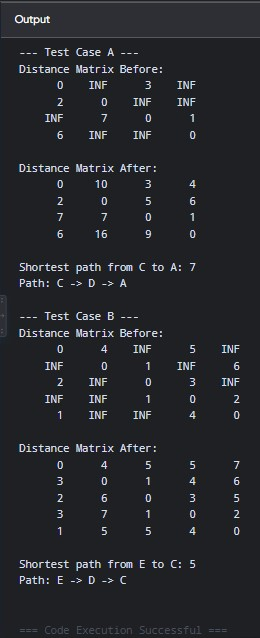 Output
--- Test Case A ---
Distance Matrix Before:
0 INF 3 INF
2 0 INF INF
INF 7 0 1
6 INF INF 0
Distance Matrix After:
0 10 3 4
2 0 5 6
7 7 0 1
6 16 9 0
Shortest path from C to A: 7
Path: C -> D -> A
--- Test Case B ---
Distance Matrix Before:
0 4 INF 5 INF
INF 0 1 INF 6
2 INF 0 3 INF
INF INF 1 0 2
1 INF INF 4 0
Distance Matrix After:
0 4 5 5 7
3 0 1 4 6
2 6 0 3 5
3 7 1 0 2
1 5 5 4 0
Shortest path from E to C: 5
Path: E -> D -> C
=== Code Execution Successful ===